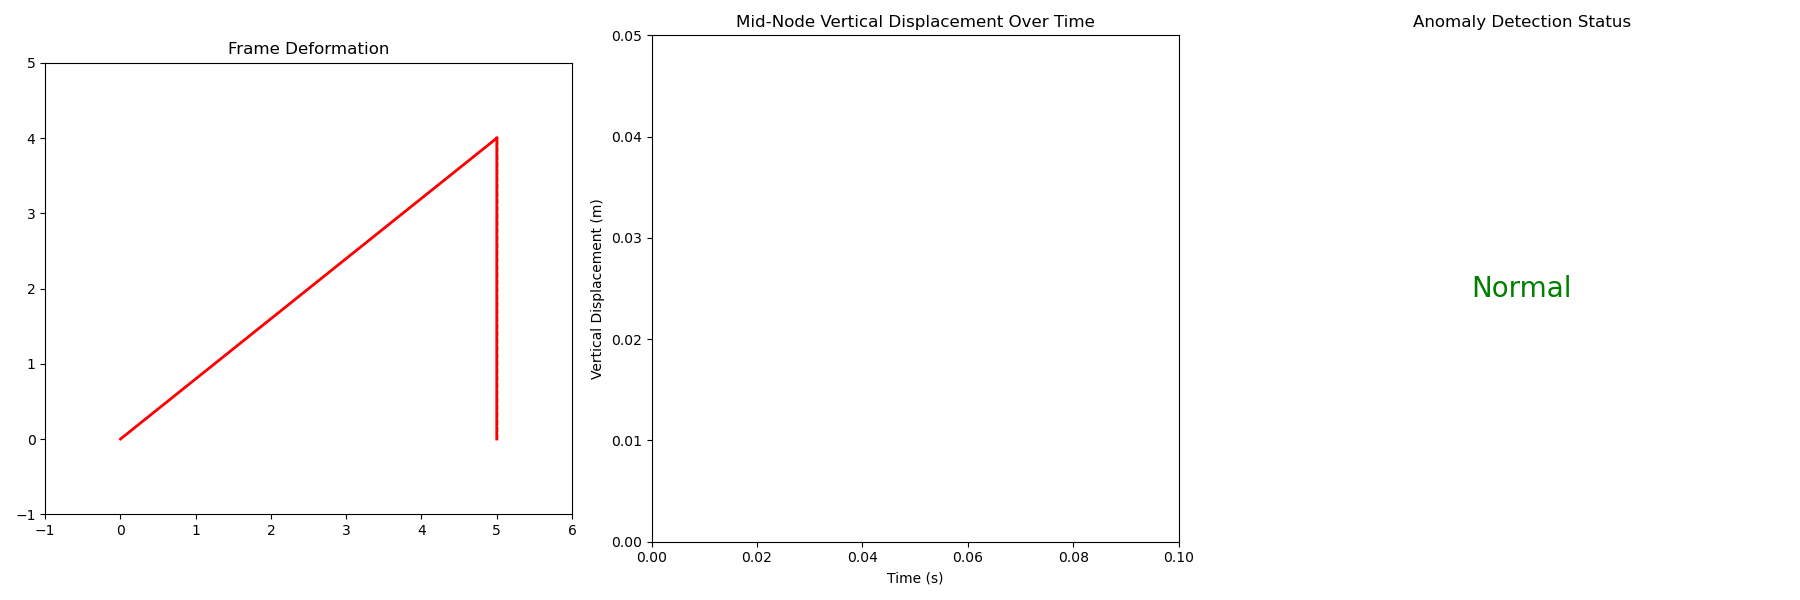 Frame Deformation
5
4
3
2
1
0
−1
−1 0 1 2 3 4 5 6
Mid-Node Vertical Displacement Over Time
Vertical Displacement (m)
0.05
0.04
0.03
0.02
0.01
0.00
0.00 0.02 0.04 0.06 0.08 0.10
Time (s)
Anomaly Detection Status
Normal